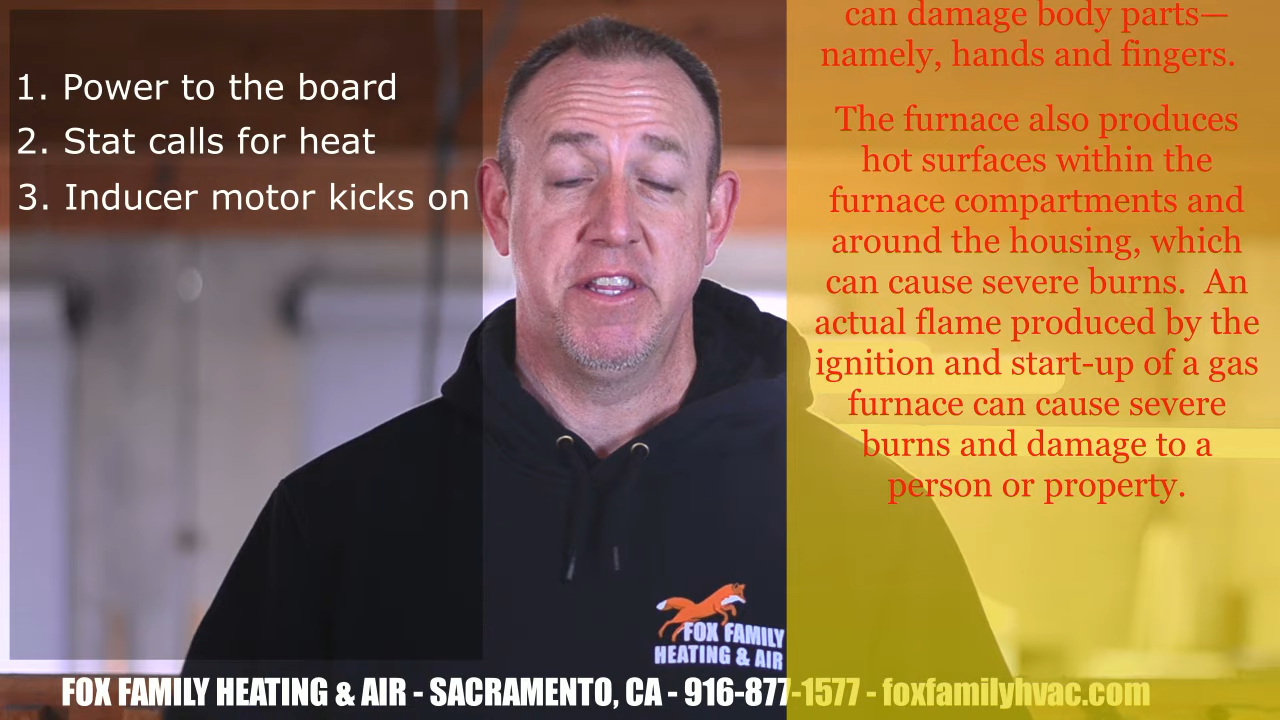 1. Power to the board
2. Stat calls for heat
3. Inducer motor kicks on
can damage body parts—
namely, hands and fingers.
The furnace also produces
hot surfaces within the
furnace compartments and
around the housing, which
can cause severe burns.  An
actual flame produced by the
ignition and start-up of a gas
furnace can cause severe
burns and damage to a
person or property.
FOX FAMILY
HEATING & AIR
FOX FAMILY HEATING & AIR - SACRAMENTO, CA - 916-877-1577 - foxfamilyhvac.com